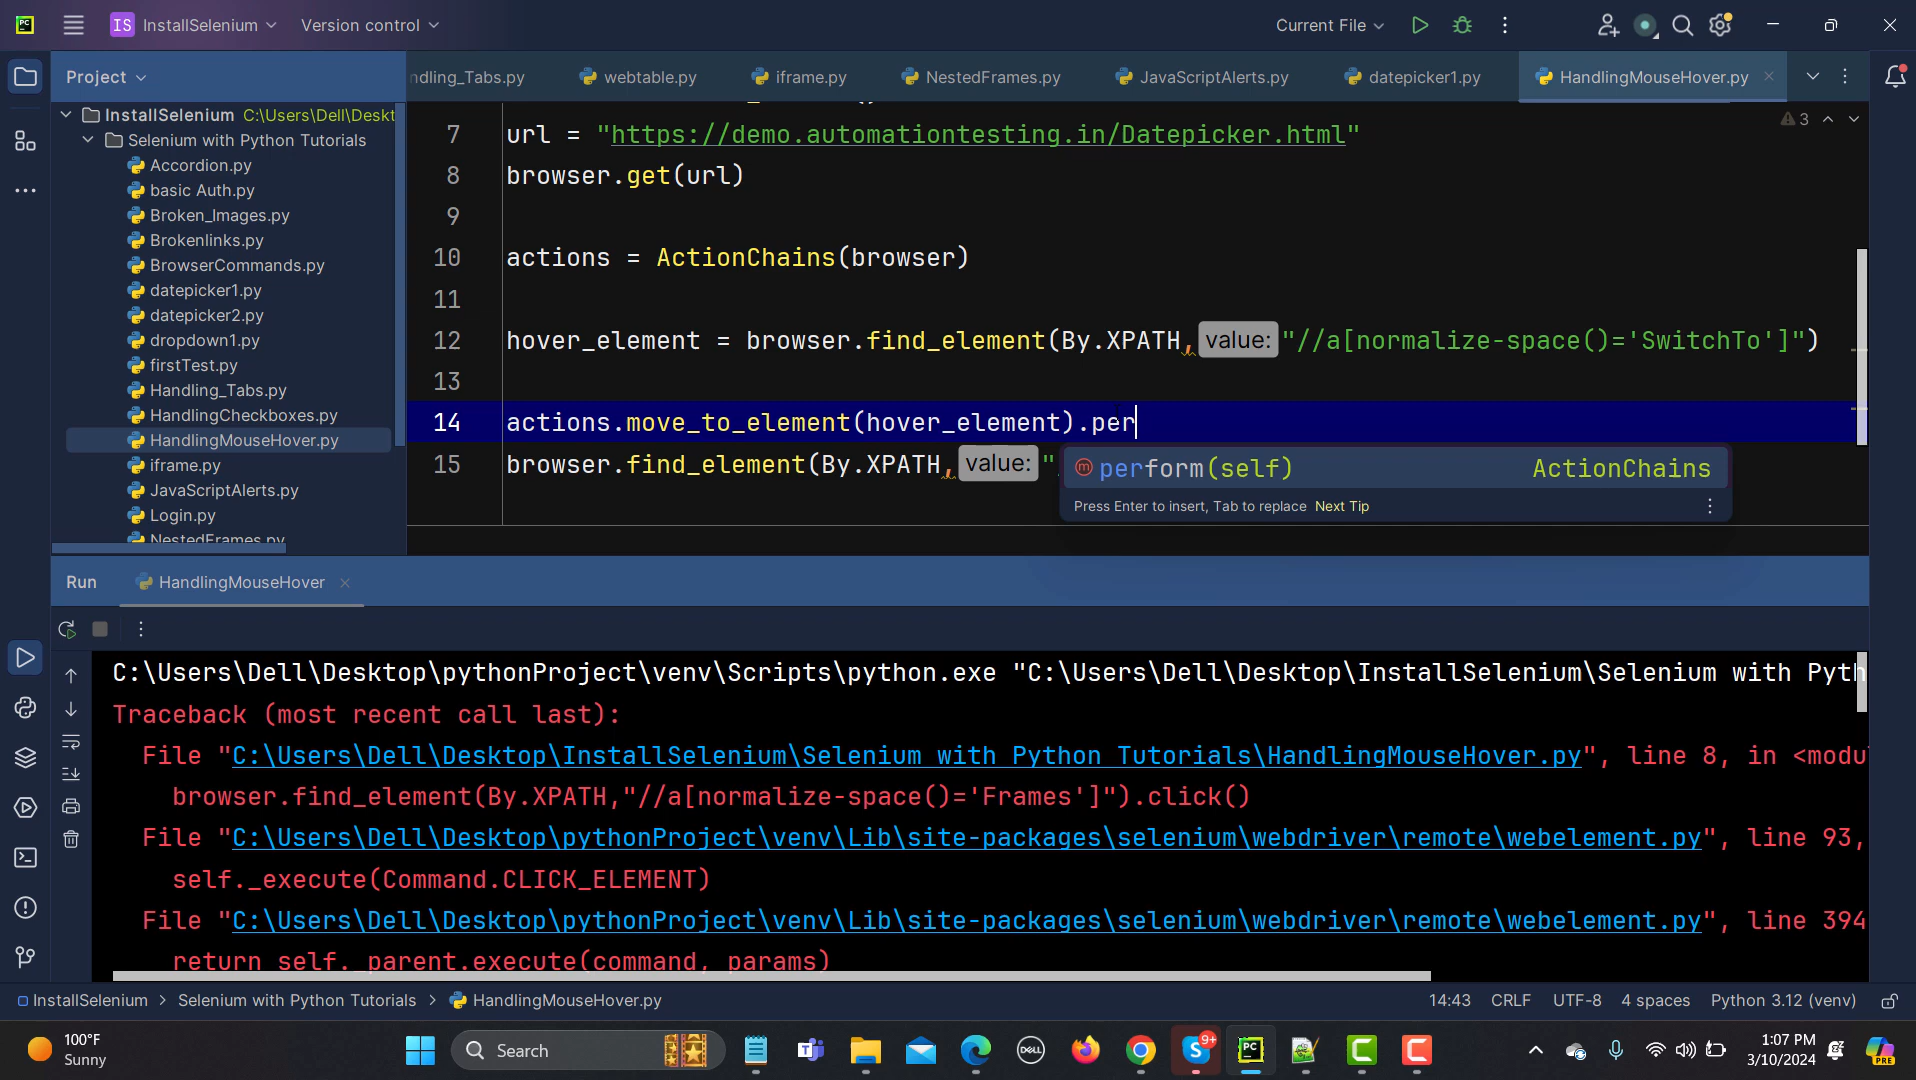 PC IS InstallSelenium Version control Current File
Project
ndling_Tabs.py webtable.py iframe.py NestedFrames.py JavaScriptAlerts.py datepicker1.py HandlingMouseHover.py
InstallSelenium C:\Users\Dell\Deskt
Selenium with Python Tutorials
Accordion.py
basic Auth.py
Broken_Images.py
Brokenlinks.py
BrowserCommands.py
datepicker1.py
datepicker2.py
dropdown1.py
firstTest.py
Handling_Tabs.py
HandlingCheckboxes.py
HandlingMouseHover.py
iframe.py
JavaScriptAlerts.py
Login.py
NestedFrames.py
3
7 url = "https://demo.automationtesting.in/Datepicker.html"
8 browser.get(url)
9
10 actions = ActionChains(browser)
11
12 hover_element = browser.find_element(By.XPATH, value: "//a[normalize-space()='SwitchTo']")
13
14 actions.move_to_element(hover_element).per
15 browser.find_element(By.XPATH, value: "
perform(self) ActionChains
Press Enter to insert, Tab to replace Next Tip
Run HandlingMouseHover
C:\Users\Dell\Desktop\pythonProject\venv\Scripts\python.exe "C:\Users\Dell\Desktop\InstallSelenium\Selenium with Pyth
Traceback (most recent call last):
File "C:\Users\Dell\Desktop\InstallSelenium\Selenium with Python Tutorials\HandlingMouseHover.py", line 8, in <modu
browser.find_element(By.XPATH,"//a[normalize-space()='Frames']").click()
File "C:\Users\Dell\Desktop\pythonProject\venv\Lib\site-packages\selenium\webdriver\remote\webelement.py", line 93,
self._execute(Command.CLICK_ELEMENT)
File "C:\Users\Dell\Desktop\pythonProject\venv\Lib\site-packages\selenium\webdriver\remote\webelement.py", line 394
return self._parent.execute(command, params)
InstallSelenium > Selenium with Python Tutorials > HandlingMouseHover.py 14:43 CRLF UTF-8 4 spaces Python 3.12 (venv)
100°F
Sunny
Search
DELL
9+
PC
1:07 PM
3/10/2024
PRE